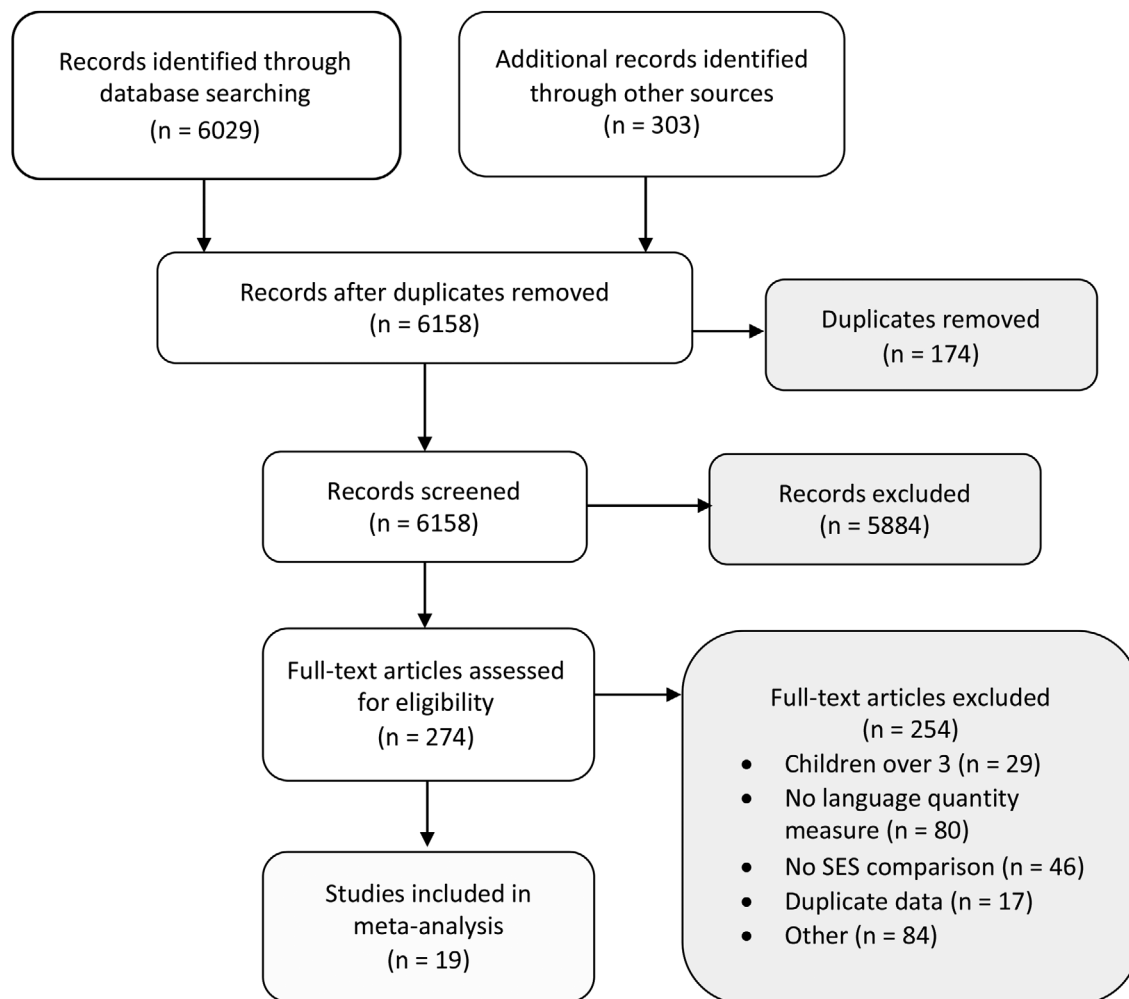 Records identified through
database searching
(n = 6029)
Additional records identified
through other sources
(n = 303)
Records after duplicates removed
(n = 6158)
Duplicates removed
(n = 174)
Records screened
(n = 6158)
Records excluded
(n = 5884)
Full-text articles assessed
for eligibility
(n = 274)
Full-text articles excluded
(n = 254)
• Children over 3 (n = 29)
• No language quantity
measure (n = 80)
• No SES comparison (n = 46)
• Duplicate data (n = 17)
• Other (n = 84)
Studies included in
meta-analysis
(n = 19)